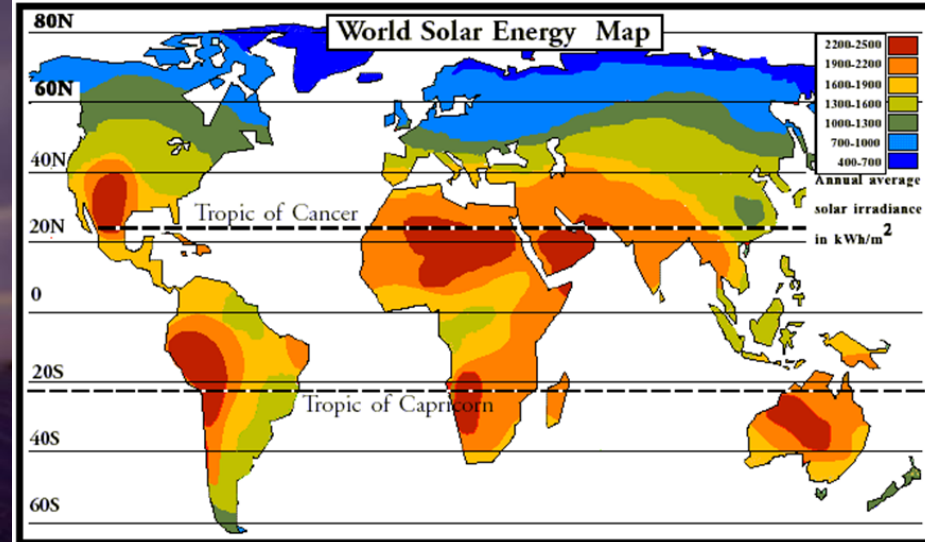 World Solar Energy Map
80N
60N
40N
20N
0
20S
40S
60S
Tropic of Cancer
Tropic of Capricorn
2200-2500
1900-2200
1600-1900
1300-1600
1000-1300
700-1000
400-700
Annual average
solar irradiance
in kWh/m²